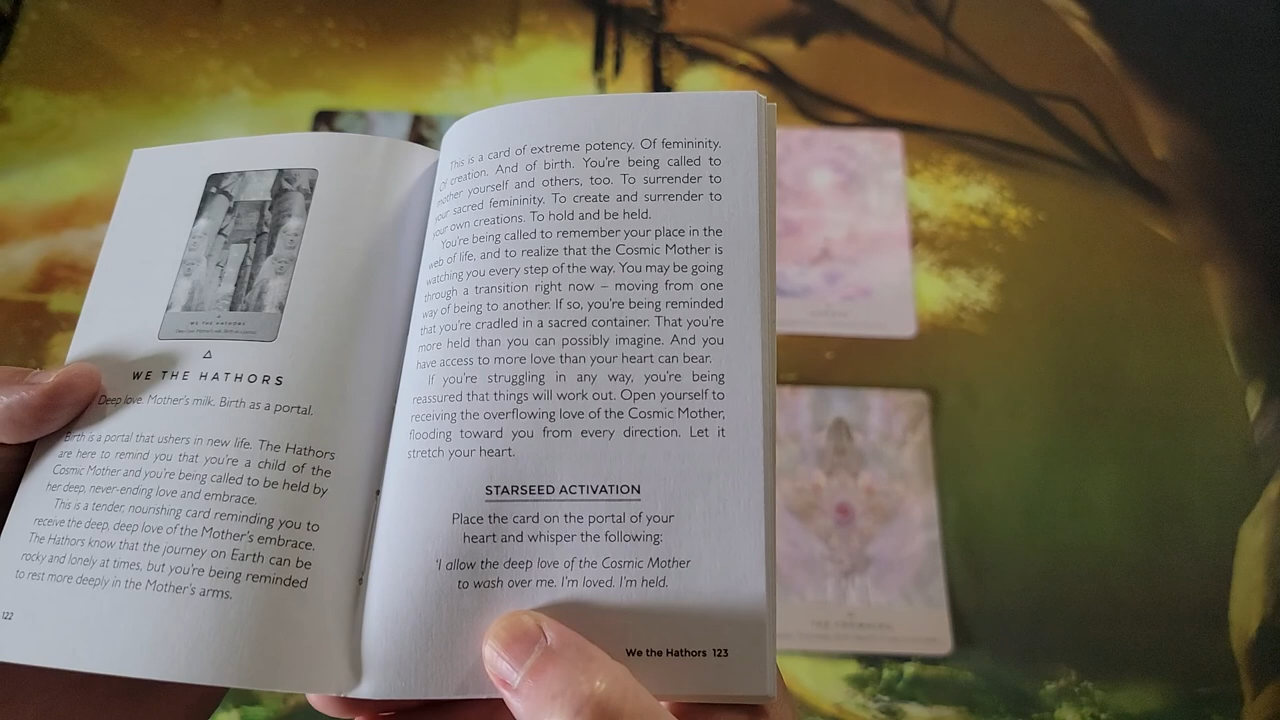 WE THE HATHORS
WE THE HATHORS
Deep love. Mother's milk. Birth as a portal.
Birth is a portal that ushers in new life. The Hathors
are here to remind you that you're a child of the
Cosmic Mother and you're being called to be held by
her deep, never-ending love and embrace.
This is a tender, nourishing card reminding you to
receive the deep, deep love of the Mother's embrace.
The Hathors know that the journey on Earth can be
rocky and lonely at times, but you're being reminded
to rest more deeply in the Mother's arms.
122
This is a card of extreme potency. Of femininity.
Of creation. And of birth. You're being called to
mother yourself and others, too. To surrender to
your sacred femininity. To create and surrender to
your own creations. To hold and be held.
You're being called to remember your place in the
web of life, and to realize that the Cosmic Mother is
watching you every step of the way. You may be going
through a transition right now – moving from one
way of being to another. If so, you're being reminded
that you're cradled in a sacred container. That you're
more held than you can possibly imagine. And you
have access to more love than your heart can bear.
If you're struggling in any way, you're being
reassured that things will work out. Open yourself to
receiving the overflowing love of the Cosmic Mother,
flooding toward you from every direction. Let it
stretch your heart.
STARSEED ACTIVATION
Place the card on the portal of your
heart and whisper the following:
'I allow the deep love of the Cosmic Mother
to wash over me. I'm loved. I'm held.
We the Hathors 123